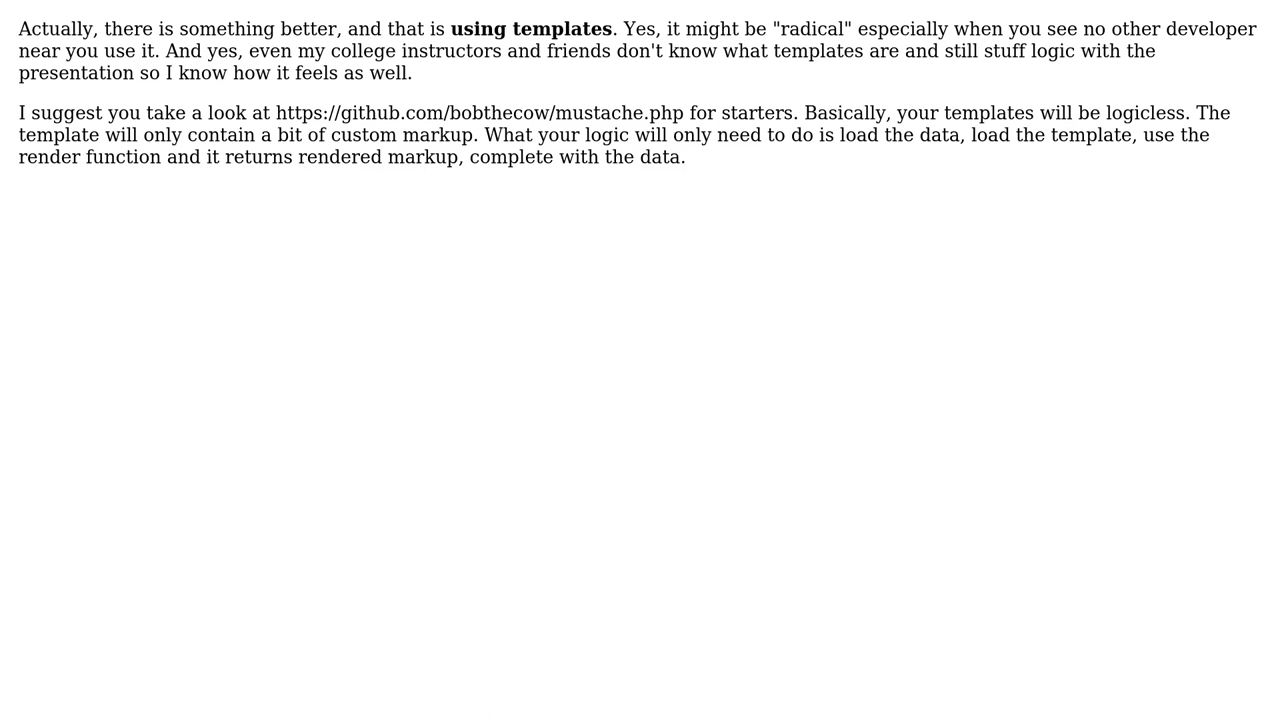 Actually, there is something better, and that is using templates. Yes, it might be "radical" especially when you see no other developer
near you use it. And yes, even my college instructors and friends don't know what templates are and still stuff logic with the
presentation so I know how it feels as well.
I suggest you take a look at https://github.com/bobthecow/mustache.php for starters. Basically, your templates will be logicless. The
template will only contain a bit of custom markup. What your logic will only need to do is load the data, load the template, use the
render function and it returns rendered markup, complete with the data.